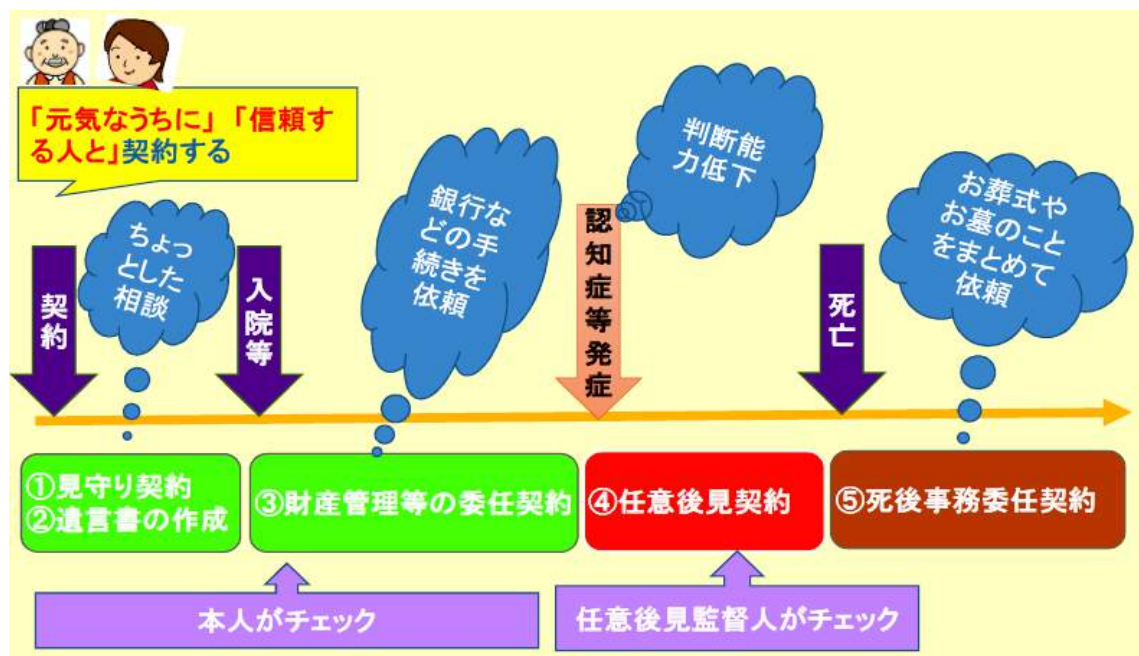 「元気なうちに」「信頼す
る人と」契約する
契約
ちょっ
とした
相談
入院等
銀行な
どの手
続きを
依頼
認知症等発症
判断能
力低下
死亡
お葬式や
お墓のこと
をまとめて
依頼
①見守り契約
②遺言書の作成
③財産管理等の委任契約
④任意後見契約
⑤死後事務委任契約
本人がチェック
任意後見監督人がチェック